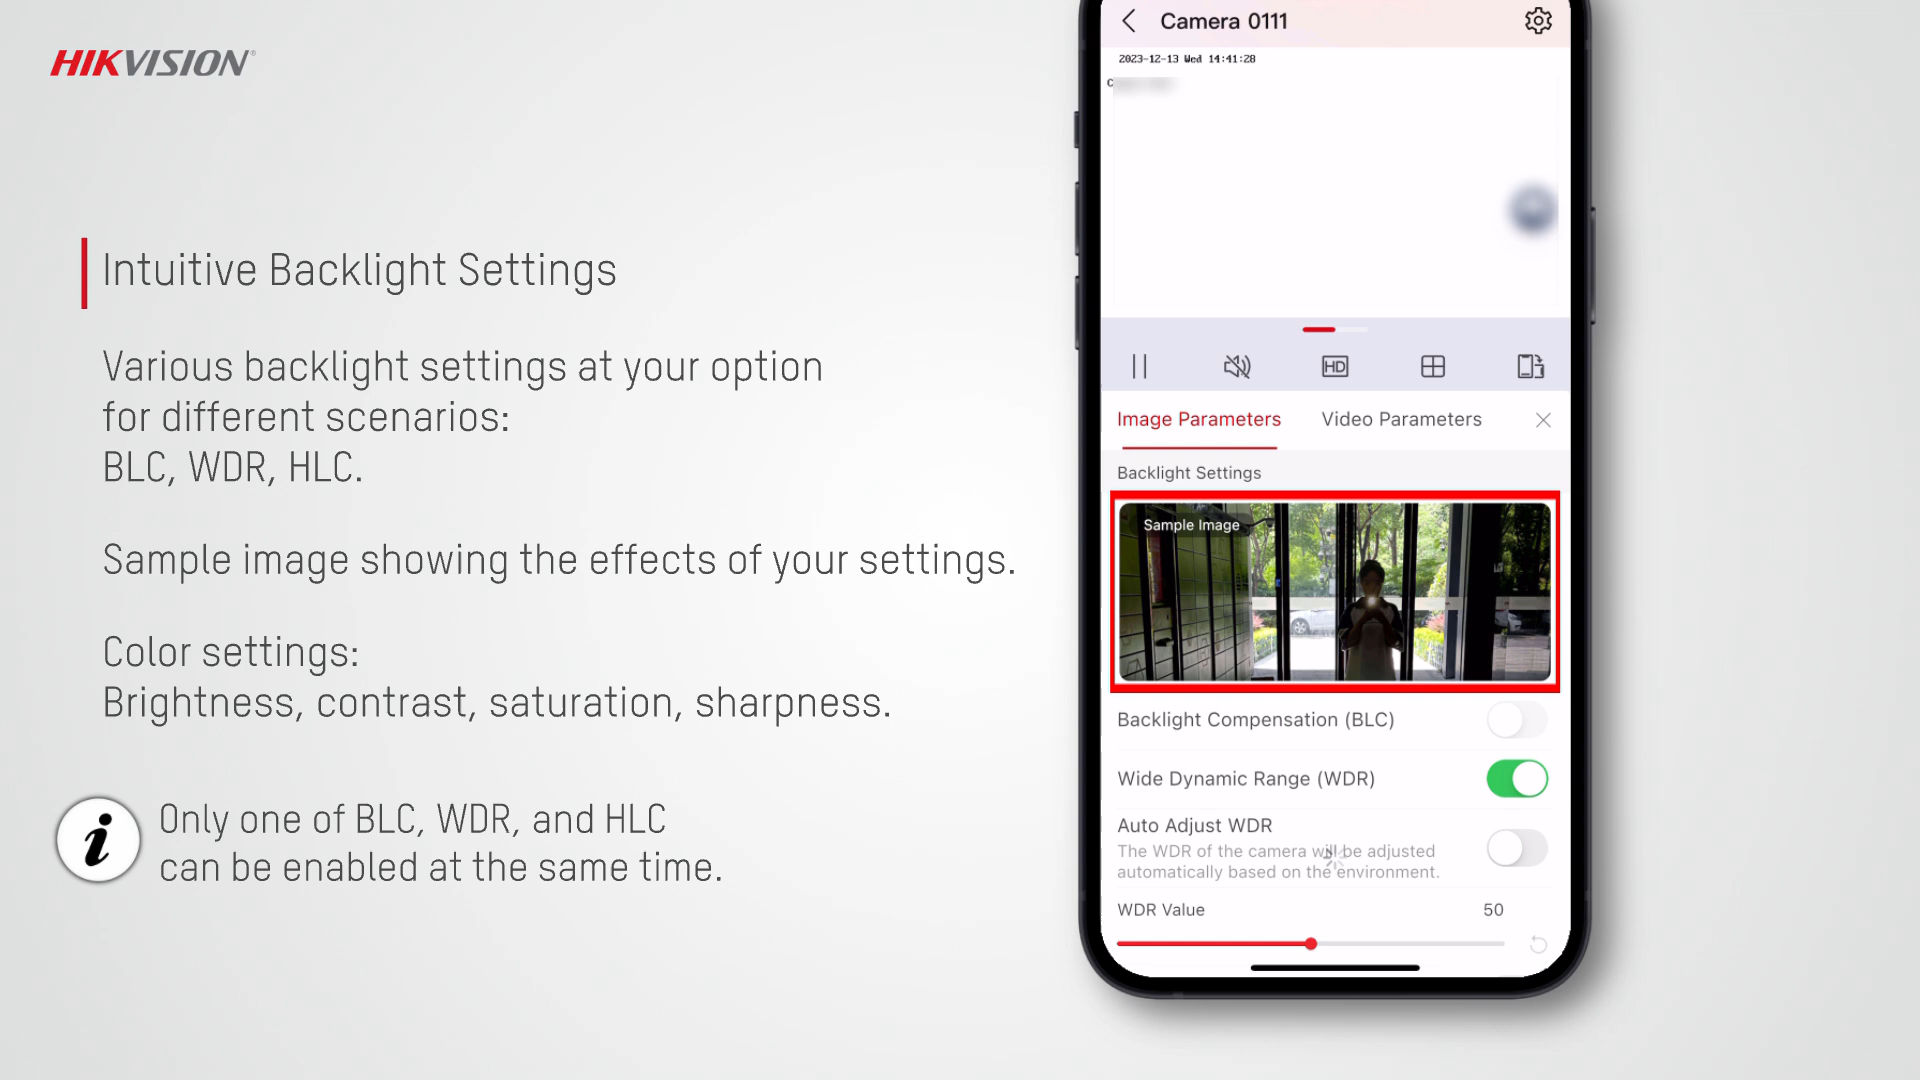 HIKVISION®
Intuitive Backlight Settings
Various backlight settings at your option
for different scenarios:
BLC, WDR, HLC.
Sample image showing the effects of your settings.
Color settings:
Brightness, contrast, saturation, sharpness.
i
Only one of BLC, WDR, and HLC
can be enabled at the same time.
Camera 0111
2023-12-13 Wed 14:41:28
HD
Image Parameters Video Parameters
Backlight Settings
Sample Image
Backlight Compensation (BLC)
Wide Dynamic Range (WDR)
Auto Adjust WDR
The WDR of the camera will be adjusted
automatically based on the environment.
WDR Value 50